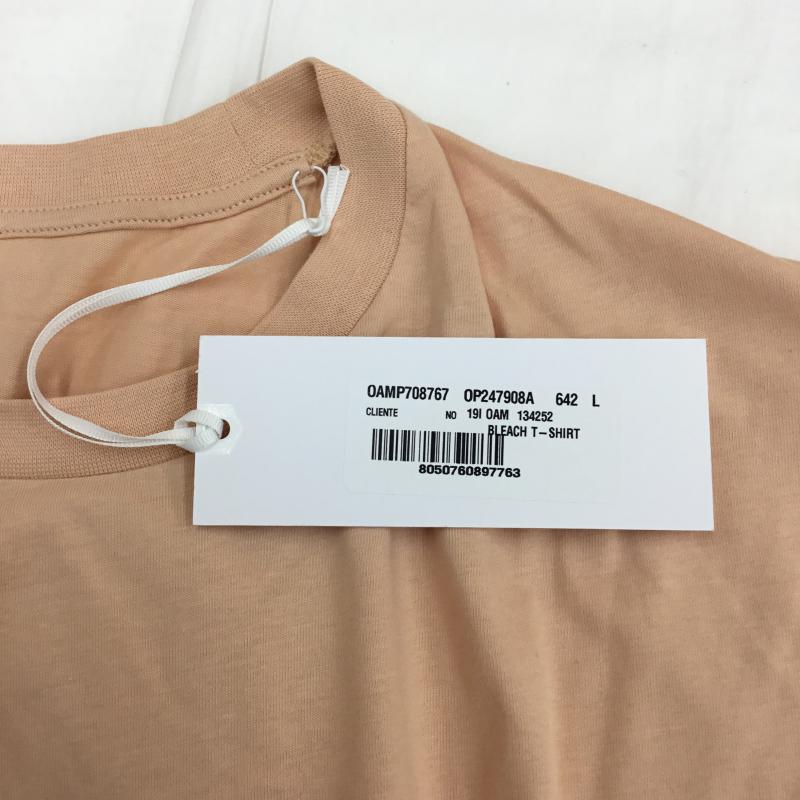 OAMP708767 OP247908A 642 L
CLIENTE NO 19I OAM 134252
BLEACH T-SHIRT
8050760897763